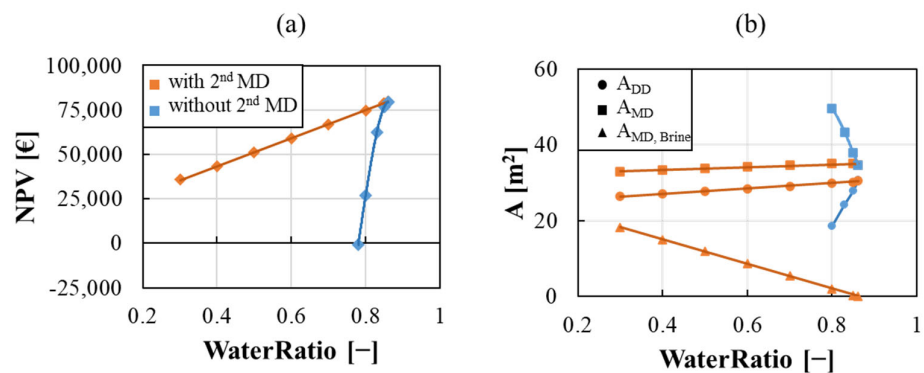 (a)
100,000
75,000
50,000
25,000
0
-25,000
NPV [€]
with 2nd MD
without 2nd MD
0.2 0.4 0.6 0.8 1
WaterRatio [−]
(b)
60
40
20
0
A [m2]
ADD
AMD
AMD, Brine
0.2 0.4 0.6 0.8 1
WaterRatio [−]